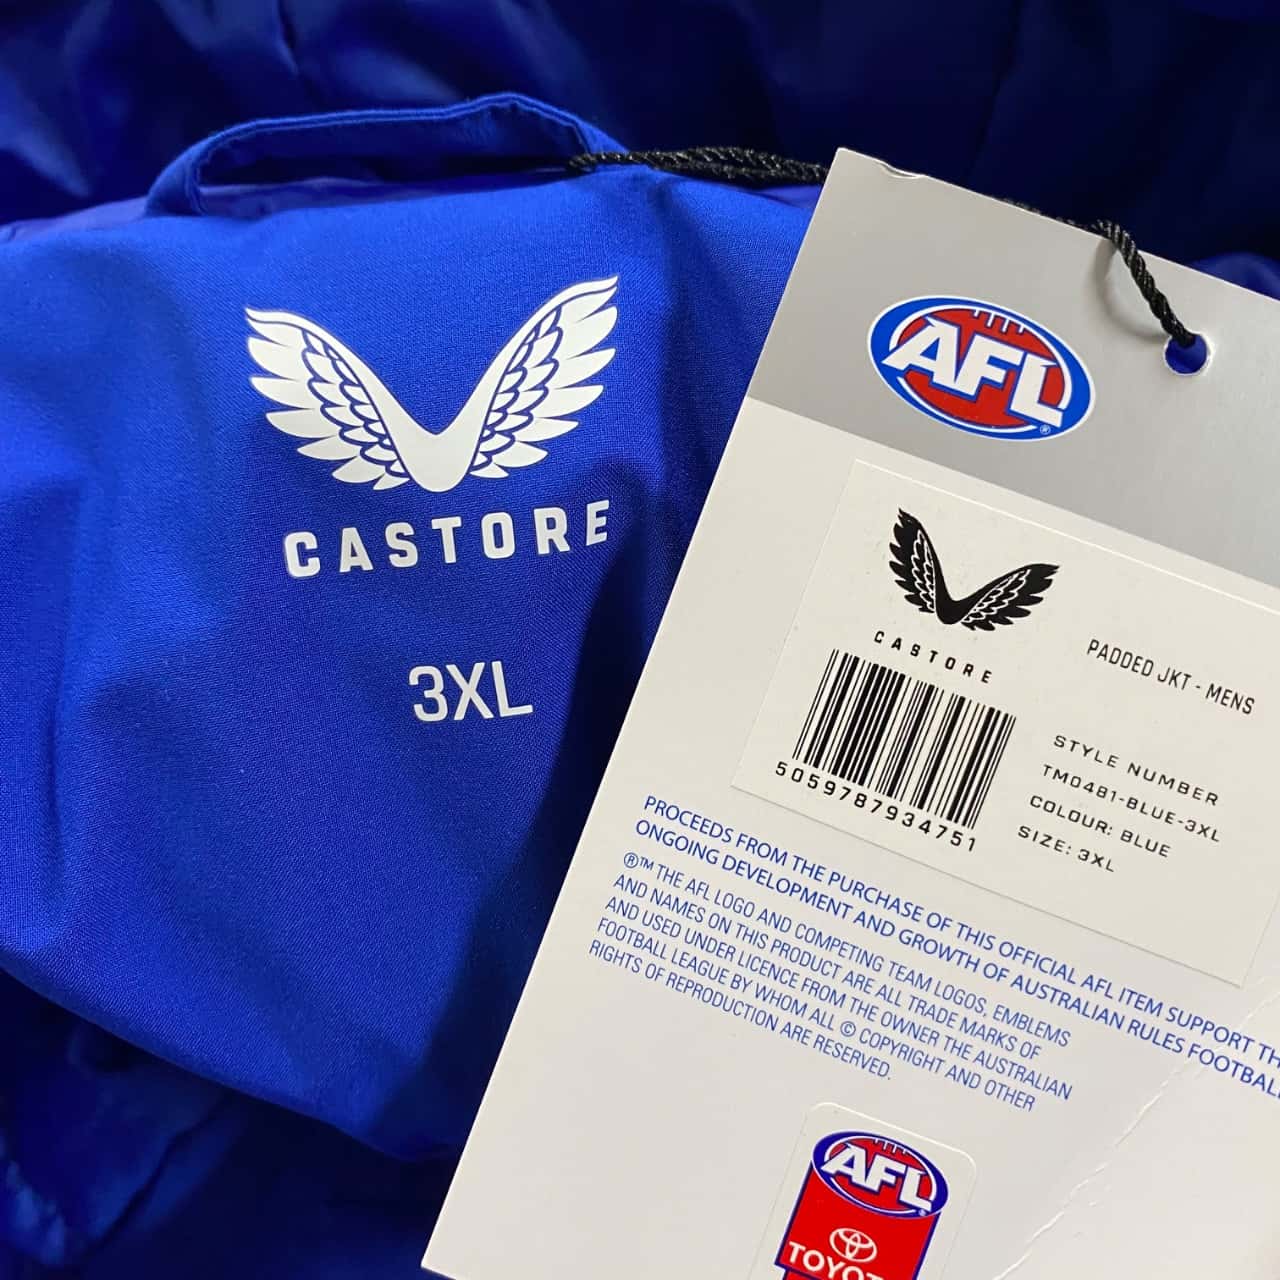 CASTORE
3XL
AFL
®
CASTORE
PADDED JKT - MENS
5059787934751
STYLE NUMBER
TM0481-BLUE-3XL
COLOUR: BLUE
SIZE: 3XL
PROCEEDS FROM THE PURCHASE OF THIS OFFICIAL AFL ITEM SUPPORT
ONGOING DEVELOPMENT AND GROWTH OF AUSTRALIAN RULES
®™ THE AFL LOGO AND COMPETING TEAM LOGOS, EMBLEMS
AND NAMES ON THIS PRODUCT ARE ALL TRADE MARKS OF
AND USED UNDER LICENCE FROM THE OWNER THE AUSTRALIAN
FOOTBALL LEAGUE BY WHOM ALL © COPYRIGHT AND OTHER
RIGHTS OF REPRODUCTION ARE RESERVED.
AFL